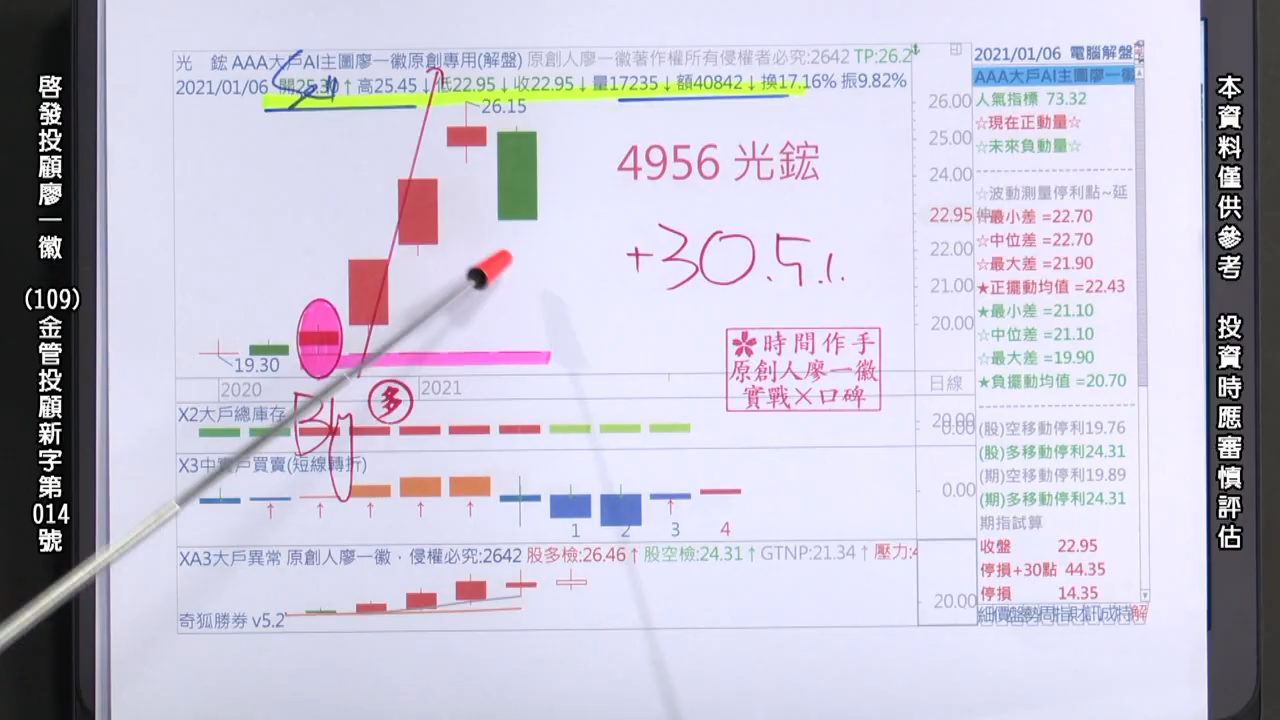 啓發投顧廖一徽
(109)金管投顧新字第014號
光 鋐 AAA大戶AI主圖廖一徽原創專用(解盤) 原創人廖一徽著作權所有侵權者必究:2642 TP:26.2
2021/01/06 開25.30↑高25.45↓低22.95↓收22.95↓量17235↓額40842↓換17.16%振9.82%
26.15
4956 光鋐
+30.5%
19.30
時間作手
原創人廖一徽
實戰×口碑
2020
2021
日線
26.00
25.00
24.00
22.95
22.00
21.00
20.00
多
X2大戶總庫存
20.00
0.00
X3中實戶買賣(短線轉折)
0.00
1 2 3 4
XA3大戶異常 原創人廖一徽,侵權必究:2642 股多檢:26.46↑股空檢:24.31↑GTNP:21.34↑壓力:4
20.00
奇狐勝券 v5.2
2021/01/06 電腦解盤
AAA大戶AI主圖廖一徽
人氣指標 73.32
☆現在正動量☆
☆未來負動量☆
☆波動測量停利點~延
☆最小差 =22.70
☆中位差 =22.70
☆最大差 =21.90
★正擺動均值 =22.43
★最小差 =21.10
☆中位差 =21.10
☆最大差 =19.90
★負擺動均值 =20.70
(股)空移動停利19.76
(股)多移動停利24.31
(期)空移動停利19.89
(期)多移動停利24.31
期指試算
收盤 22.95
停損+30點 44.35
停損 14.35
細價盤勢周指財訊成持解
本資料僅供參考 投資時應審慎評估